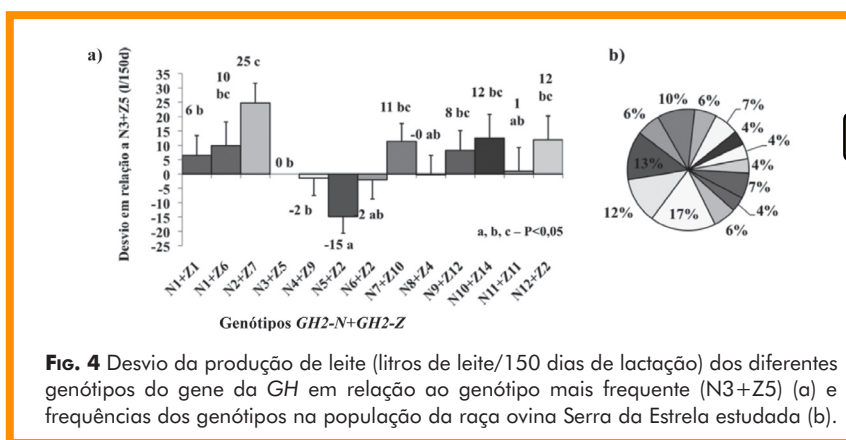 a)
Desvio em relação a N3+Z5 (l/150d)
35
30
25
20
15
10
5
0
-5
-10
-15
-20
-25
6 b
10
bc
25 c
0 b
-2 b
-15 a
2 ab
11 bc
-0 ab
8 bc
12 bc
1
ab
12
bc
a, b, c – P<0,05
N1+Z1
N1+Z6
N2+Z7
N3+Z5
N4+Z9
N5+Z2
N6+Z2
N7+Z10
N8+Z4
N9+Z12
N10+Z14
N11+Z11
N12+Z2
Genótipos GH2-N+GH2-Z
b)
10%
6%
7%
4%
4%
4%
7%
4%
6%
17%
12%
13%
6%
FIG. 4 Desvio da produção de leite (litros de leite/150 dias de lactação) dos diferentes
genótipos do gene da GH em relação ao genótipo mais frequente (N3+Z5) (a) e
frequências dos genótipos na população da raça ovina Serra da Estrela estudada (b).